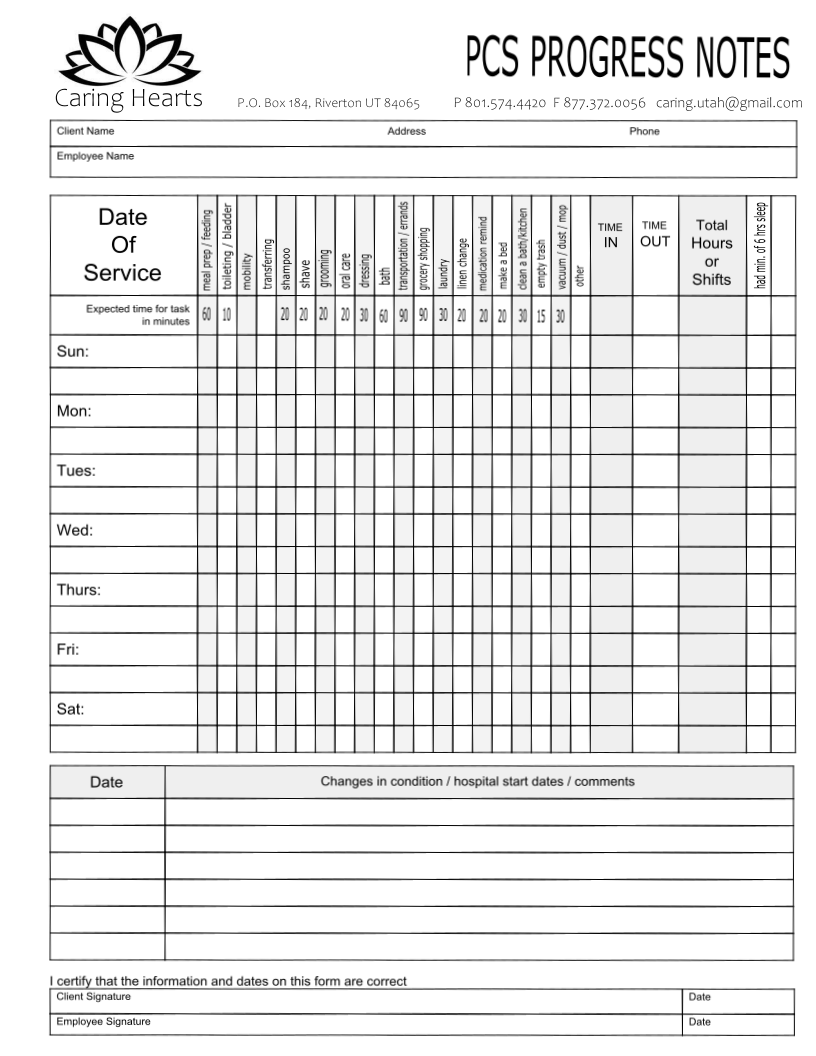 PCS PROGRESS NOTES
Caring Hearts
P.O. Box 184, Riverton UT 84065 P 801.574.4420 F 877.372.0056 caring.utah@gmail.com
Client Name Address Phone
Employee Name
Date
Of
Service
meal prep / feeding
toileting / bladder
mobility
transferring
shampoo
shave
grooming
oral care
dressing
bath
transportation / errands
grocery shopping
laundry
linen change
medication remind
make a bed
clean a bath/kitchen
empty trash
vacuum / dust / mop
other
TIME
IN
TIME
OUT
Total
Hours
or
Shifts
had min. of 6 hrs sleep
Expected time for task
in minutes
60 10 20 20 20 20 30 60 90 90 30 20 20 20 30 15 30
Sun:
Mon:
Tues:
Wed:
Thurs:
Fri:
Sat:
Date Changes in condition / hospital start dates / comments
I certify that the information and dates on this form are correct
Client Signature Date
Employee Signature Date